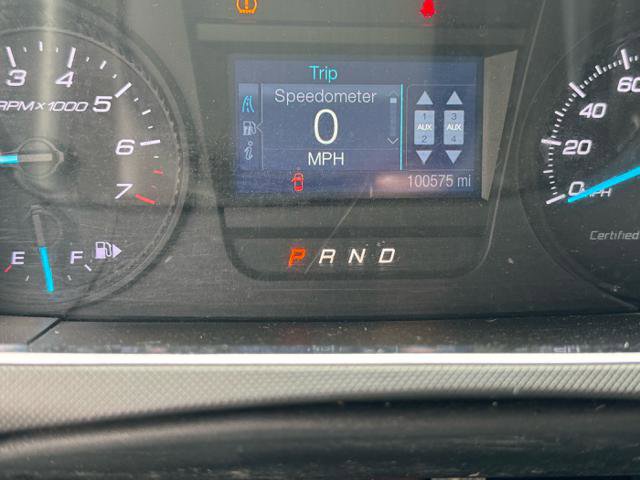 Trip
Speedometer
0
MPH
100575 mi
1 3
AUX AUX
2 4
3 4 5 6 7
RPM×1000
E F
P R N D
0 20 40 60
MPH
Certified